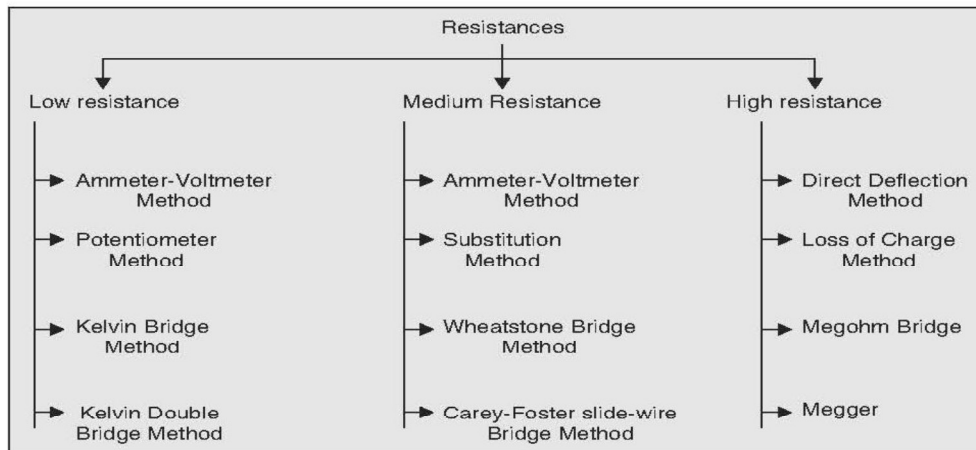 Resistances
Low resistance
Ammeter-Voltmeter
Method
Potentiometer
Method
Kelvin Bridge
Method
Kelvin Double
Bridge Method
Medium Resistance
Ammeter-Voltmeter
Method
Substitution
Method
Wheatstone Bridge
Method
Carey-Foster slide-wire
Bridge Method
High resistance
Direct Deflection
Method
Loss of Charge
Method
Megohm Bridge
Megger